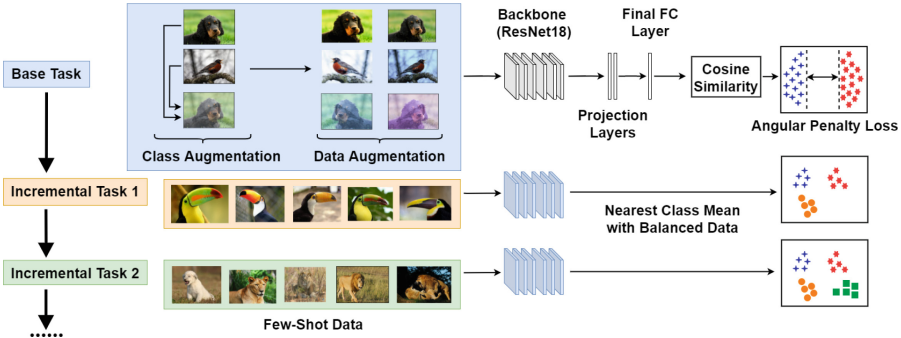 Base Task
Class Augmentation
Data Augmentation
Backbone
(ResNet18)
Final FC
Layer
Projection
Layers
Cosine
Similarity
Angular Penalty Loss
Incremental Task 1
Nearest Class Mean
with Balanced Data
Incremental Task 2
Few-Shot Data
......